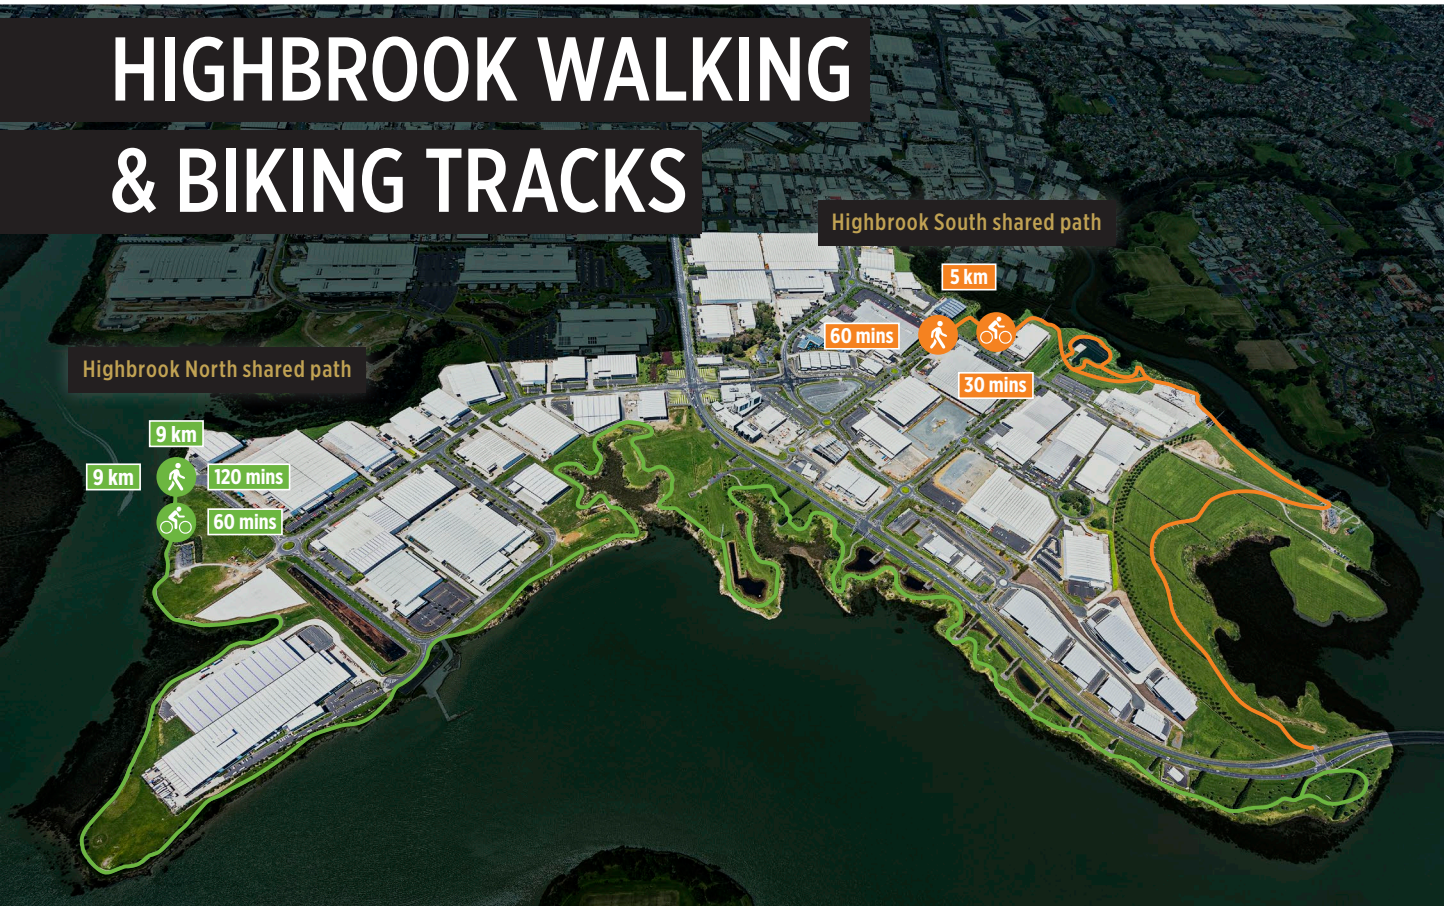 HIGHBROOK WALKING
& BIKING TRACKS
Highbrook South shared path
5 km
60 mins
30 mins
Highbrook North shared path
9 km
9 km
120 mins
60 mins